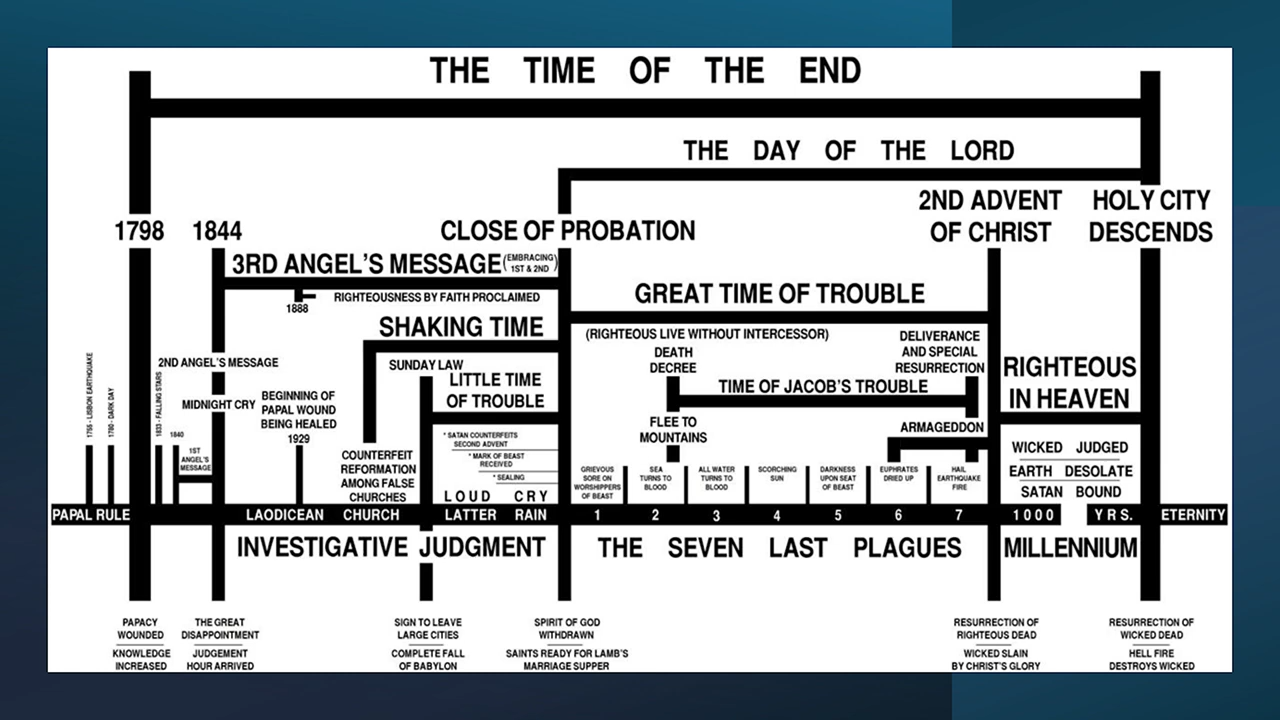 THE TIME OF THE END
THE DAY OF THE LORD
2ND ADVENT
OF CHRIST
HOLY CITY
DESCENDS
1798
1844
CLOSE OF PROBATION
3RD ANGEL'S MESSAGE
(EMBRACING
1ST & 2ND)
1888
RIGHTEOUSNESS BY FAITH PROCLAIMED
GREAT TIME OF TROUBLE
(RIGHTEOUS LIVE WITHOUT INTERCESSOR)
SHAKING TIME
SUNDAY LAW
LITTLE TIME
OF TROUBLE
DEATH
DECREE
DELIVERANCE
AND SPECIAL
RESURRECTION
TIME OF JACOB'S TROUBLE
RIGHTEOUS
IN HEAVEN
1755 - LISBON EARTHQUAKE
1780 - DARK DAY
1833 - FALLING STARS
1840
1ST
ANGEL'S
MESSAGE
2ND ANGEL'S MESSAGE
MIDNIGHT CRY
BEGINNING OF
PAPAL WOUND
BEING HEALED
1929
COUNTERFEIT
REFORMATION
AMONG FALSE
CHURCHES
* SATAN COUNTERFEITS
SECOND ADVENT
* MARK OF BEAST
RECEIVED
* SEALING
LOUD CRY
FLEE TO
MOUNTAINS
ARMAGEDDON
GRIEVOUS
SORE ON
WORSHIPPERS
OF BEAST
SEA
TURNS TO
BLOOD
ALL WATER
TURNS TO
BLOOD
SCORCHING
SUN
DARKNESS
UPON SEAT
OF BEAST
EUPHRATES
DRIED UP
HAIL
EARTHQUAKE
FIRE
WICKED JUDGED
EARTH DESOLATE
SATAN BOUND
PAPAL RULE
LAODICEAN CHURCH
LATTER RAIN
1 2 3 4 5 6 7
1000 YRS.
ETERNITY
INVESTIGATIVE JUDGMENT
THE SEVEN LAST PLAGUES
MILLENNIUM
PAPACY
WOUNDED
KNOWLEDGE
INCREASED
THE GREAT
DISAPPOINTMENT
JUDGEMENT
HOUR ARRIVED
SIGN TO LEAVE
LARGE CITIES
COMPLETE FALL
OF BABYLON
SPIRIT OF GOD
WITHDRAWN
SAINTS READY FOR LAMB'S
MARRIAGE SUPPER
RESURRECTION OF
RIGHTEOUS DEAD
WICKED SLAIN
BY CHRIST'S GLORY
RESURRECTION OF
WICKED DEAD
HELL FIRE
DESTROYS WICKED